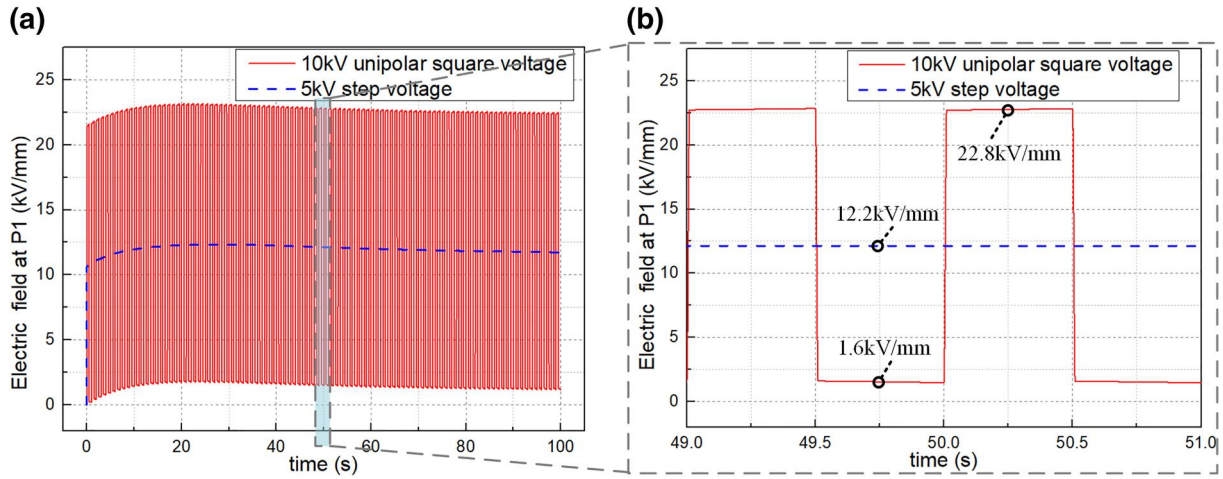 (a)
Electric field at P1 (kV/mm)
25
20
15
10
5
0
10kV unipolar square voltage
5kV step voltage
0
20
40
60
80
100
time (s)
(b)
Electric field at P1 (kV/mm)
25
20
15
10
5
0
10kV unipolar square voltage
5kV step voltage
22.8kV/mm
12.2kV/mm
1.6kV/mm
49.0
49.5
50.0
50.5
51.0
time (s)